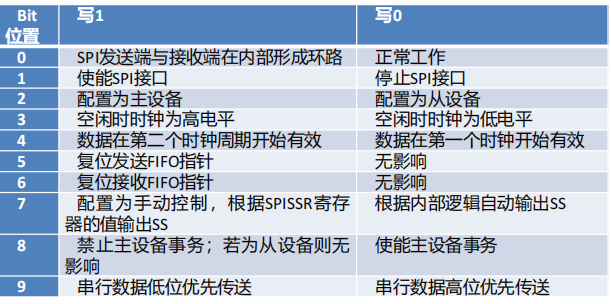 Bit位置 写1 写0
0 SPI发送端与接收端在内部形成环路 正常工作
1 使能SPI接口 停止SPI接口
2 配置为主设备 配置为从设备
3 空闲时时钟为高电平 空闲时时钟为低电平
4 数据在第二个时钟周期开始有效 数据在第一个时钟开始有效
5 复位发送FIFO指针 无影响
6 复位接收FIFO指针 无影响
7 配置为手动控制，根据SPISSR寄存 根据内部逻辑自动输出SS
器的值输出SS
8 禁止主设备事务；若为从设备则无 使能主设备事务
影响
9 串行数据低位优先传送 串行数据高位优先传送